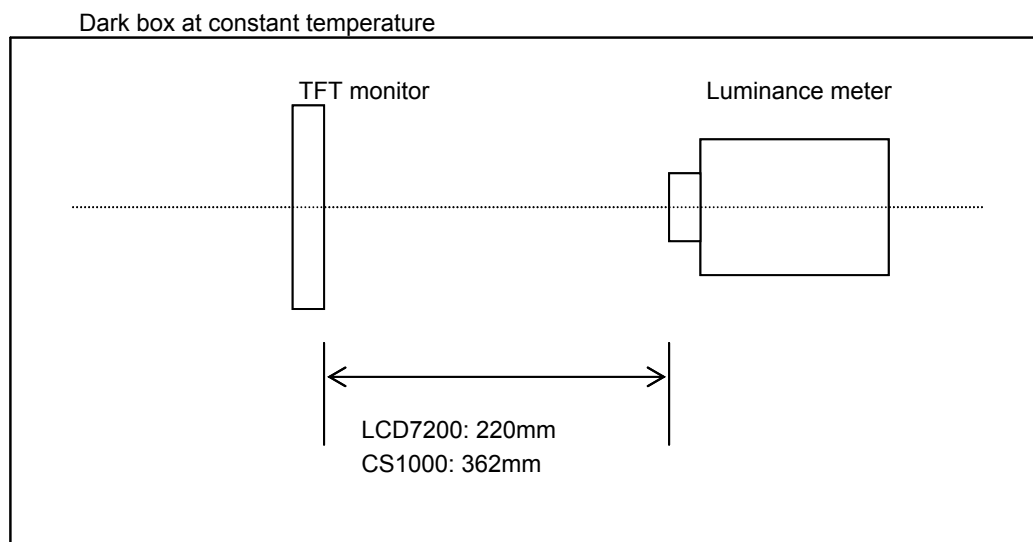 Dark box at constant temperature
TFT monitor
Luminance meter
LCD7200: 220mm
CS1000: 362mm